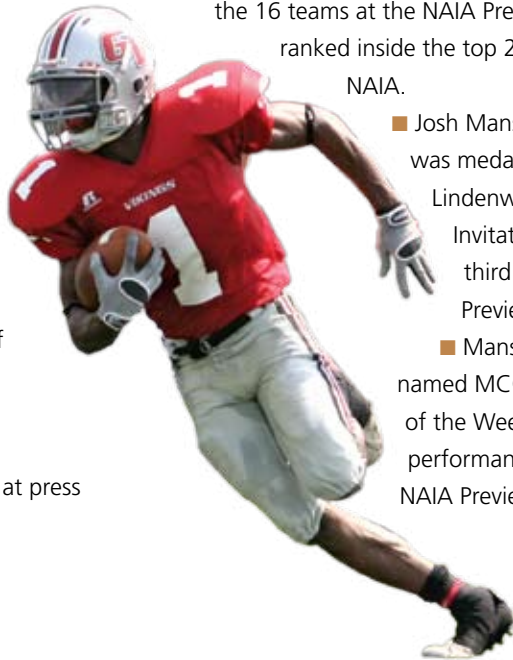 the 16 teams at the NAIA Pre
ranked inside the top 2
NAIA.
■ Josh Mans
was meda
Lindenw
Invitat
third
Previe
■ Mans
named MC
of the Wee
performan
NAIA Previe
f
at press
VIKINGS
1
1
1